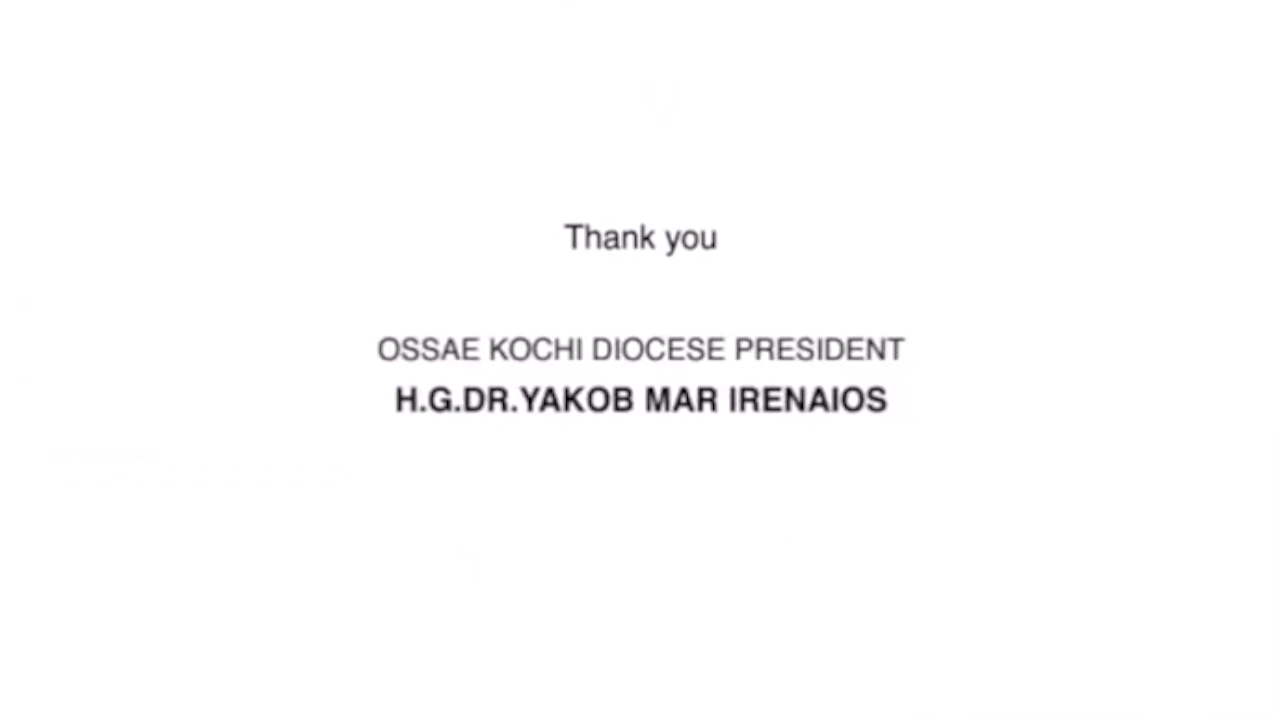 Thank you
OSSAE KOCHI DIOCESE PRESIDENT
H.G.DR.YAKOB MAR IRENAIOS